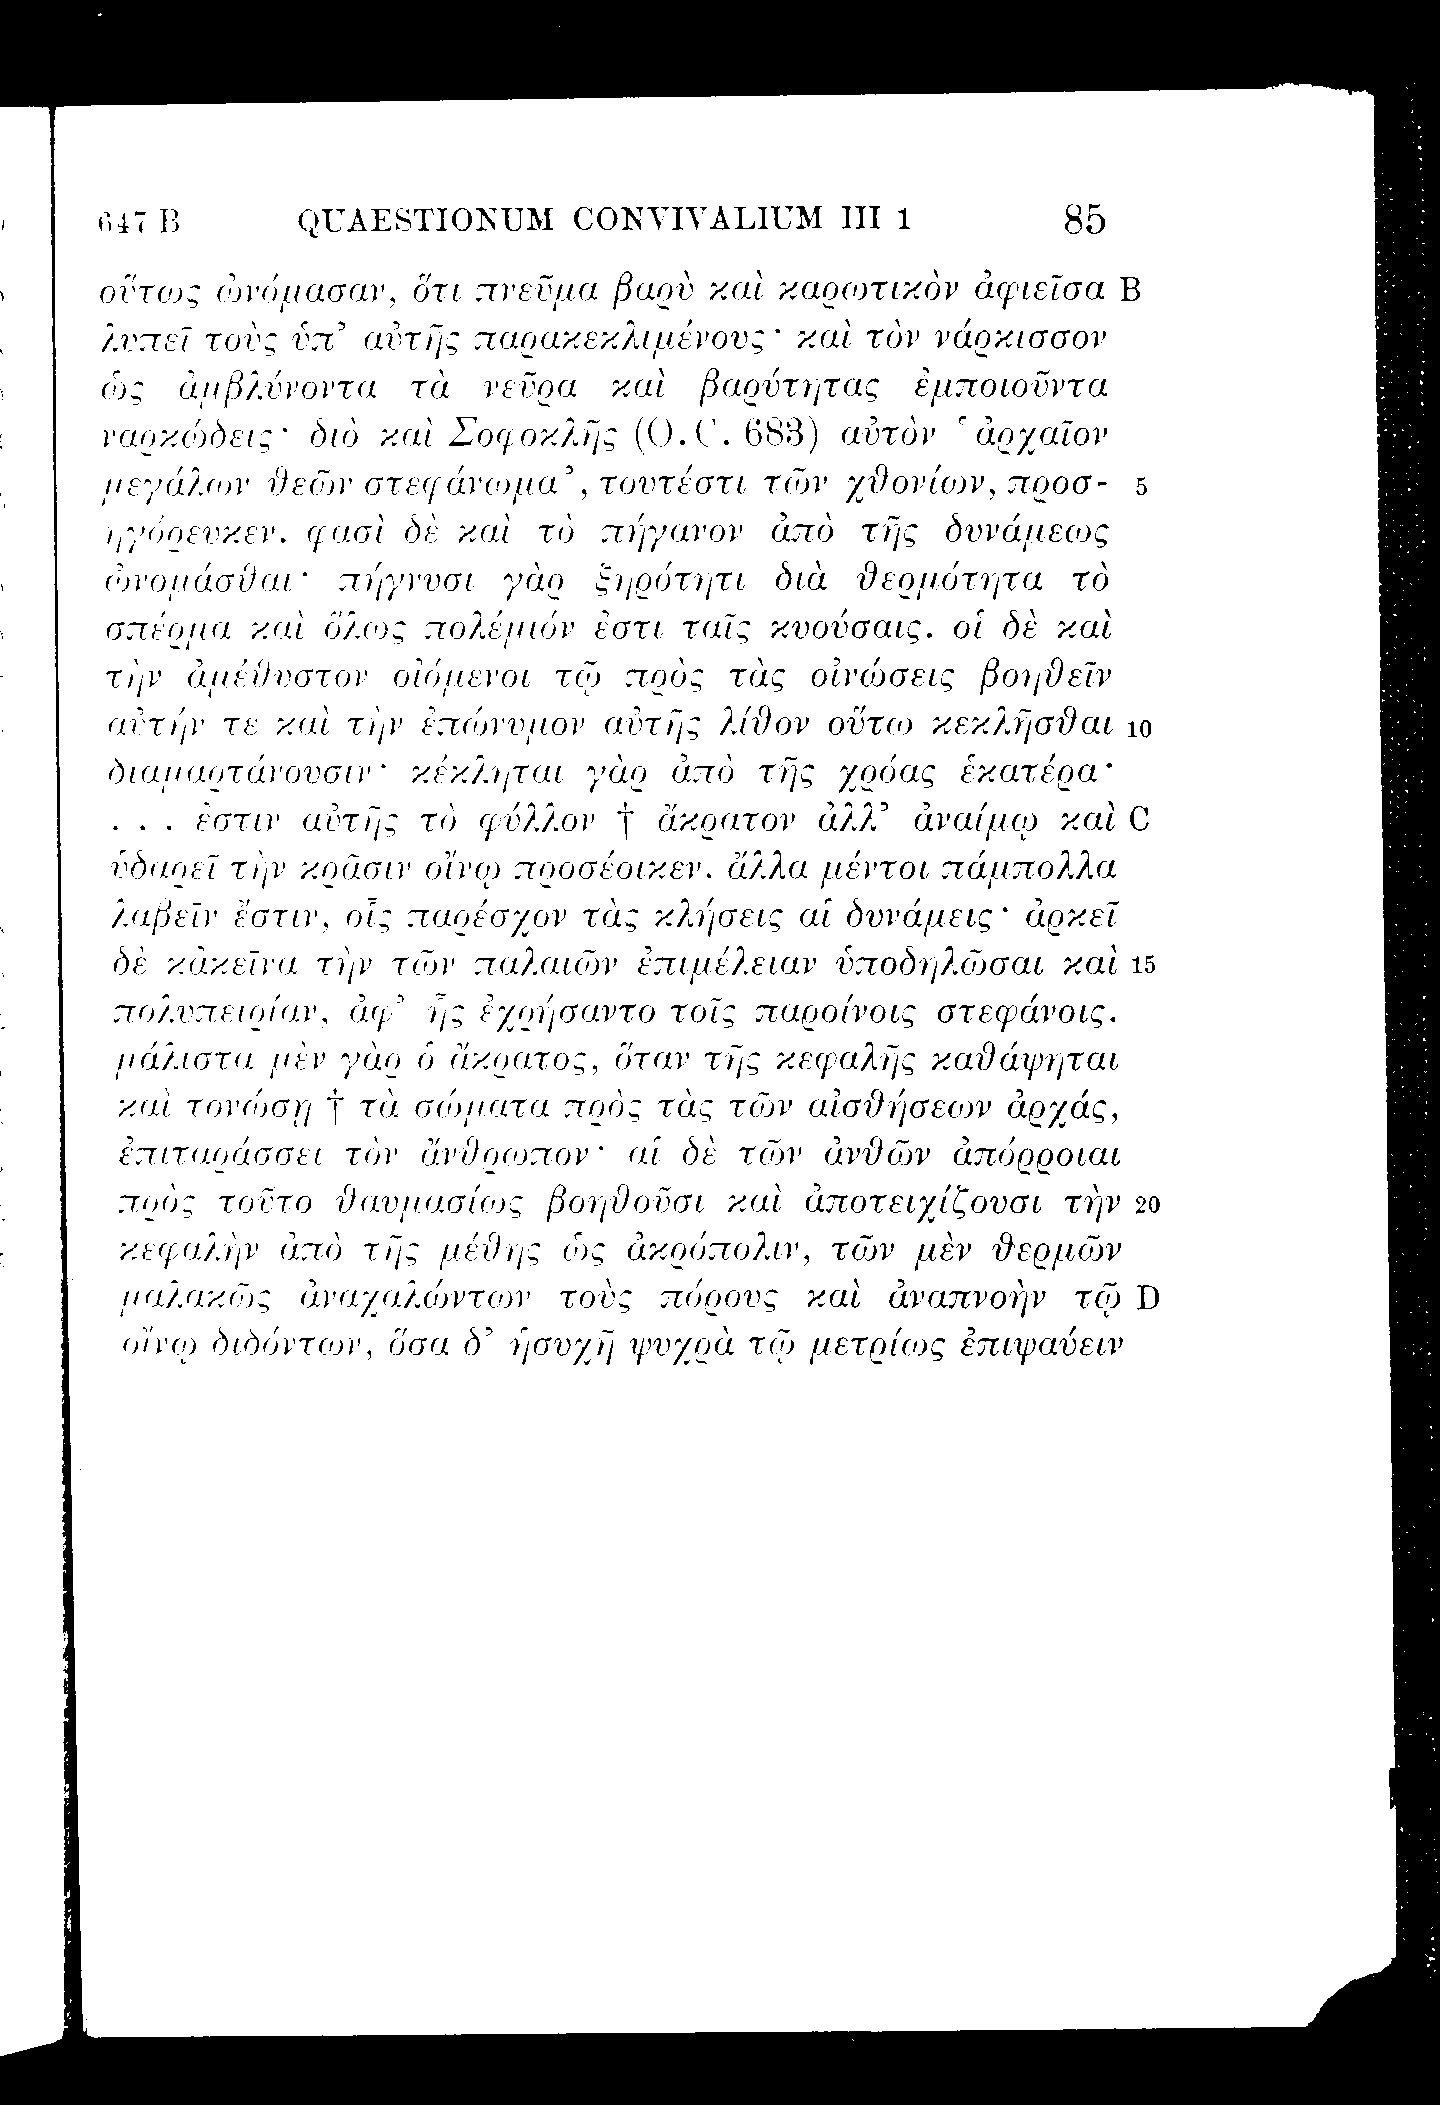 647 B QUAESTIONUM CONVIVALIUM III 1 85
οὕτως ὠνόμασαν, ὅτι πνεῦμα βαρὺ καὶ καρωτικὸν ἀφιεῖσα B
λυπεῖ τοὺς ὑπ’ αὐτῆς παρακεκλιμένους· καὶ τὸν νάρκισσον
ὡς ἀμβλύνοντα τὰ νεῦρα καὶ βαρύτητας ἐμποιοῦντα
ναρκώδεις· διὸ καὶ Σοφοκλῆς (O. C. 683) αὐτὸν ‘ἀρχαῖον
μεγάλων θεῶν στεφάνωμα’, τουτέστι τῶν χθονίων, προσ- 5
ηγόρευκεν. φασὶ δὲ καὶ τὸ πήγανον ἀπὸ τῆς δυνάμεως
ὠνομάσθαι· πήγνυσι γὰρ ξηρότητι διὰ θερμότητα τὸ
σπέρμα καὶ ὅλως πολέμιόν ἐστι ταῖς κυούσαις. οἱ δὲ καὶ
τὴν ἀμέθυστον οἰόμενοι τῷ πρὸς τὰς οἰνώσεις βοηθεῖν
αὐτήν τε καὶ τὴν ἐπώνυμον αὐτῆς λίθον οὕτω κεκλῆσθαι 10
διαμαρτάνουσιν· κέκληται γὰρ ἀπὸ τῆς χρόας ἑκατέρα·
. . . ἐστιν αὐτῆς τὸ φύλλον † ἄκρατον ἀλλ’ ἀναίμῳ καὶ C
ὑδαρεῖ τὴν κρᾶσιν οἴνῳ προσέοικεν. ἄλλα μέντοι πάμπολλα
λαβεῖν ἔστιν, οἷς παρέσχον τὰς κλήσεις αἱ δυνάμεις· ἀρκεῖ
δὲ κἀκεῖνα τὴν τῶν παλαιῶν ἐπιμέλειαν ὑποδηλῶσαι καὶ 15
πολυπειρίαν, ἀφ’ ἧς ἐχρήσαντο τοῖς παροίνοις στεφάνοις.
μάλιστα μὲν γὰρ ὁ ἄκρατος, ὅταν τῆς κεφαλῆς καθάψηται
καὶ τονώσῃ † τὰ σώματα πρὸς τὰς τῶν αἰσθήσεων ἀρχάς,
ἐπιταράσσει τὸν ἄνθρωπον· αἱ δὲ τῶν ἀνθῶν ἀπόρροιαι
πρὸς τοῦτο θαυμασίως βοηθοῦσι καὶ ἀποτειχίζουσι τὴν 20
κεφαλὴν ἀπὸ τῆς μέθης ὡς ἀκρόπολιν, τῶν μὲν θερμῶν
μαλακῶς ἀναχαλώντων τοὺς πόρους καὶ ἀναπνοὴν τῷ D
οἴνῳ διδόντων, ὅσα δ’ ἡσυχῆ ψυχρὰ τῷ μετρίως ἐπιψαύειν